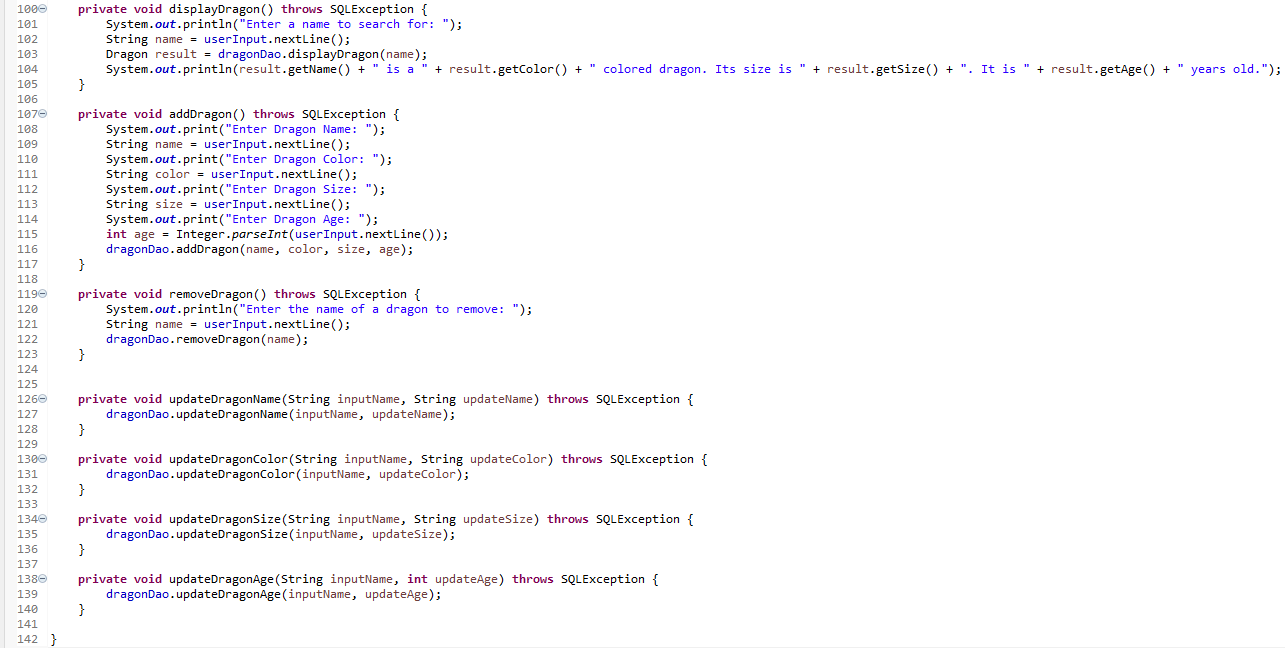 100 private void displayDragon() throws SQLException {
101 System.out.println("Enter a name to search for: ");
102 String name = userInput.nextLine();
103 Dragon result = dragonDao.displayDragon(name);
104 System.out.println(result.getName() + " is a " + result.getColor() + " colored dragon. Its size is " + result.getSize() + ". It is " + result.getAge() + " years old.");
105 }
106
107 private void addDragon() throws SQLException {
108 System.out.print("Enter Dragon Name: ");
109 String name = userInput.nextLine();
110 System.out.print("Enter Dragon Color: ");
111 String color = userInput.nextLine();
112 System.out.print("Enter Dragon Size: ");
113 String size = userInput.nextLine();
114 System.out.print("Enter Dragon Age: ");
115 int age = Integer.parseInt(userInput.nextLine());
116 dragonDao.addDragon(name, color, size, age);
117 }
118
119 private void removeDragon() throws SQLException {
120 System.out.println("Enter the name of a dragon to remove: ");
121 String name = userInput.nextLine();
122 dragonDao.removeDragon(name);
123 }
124
125
126 private void updateDragonName(String inputName, String updateName) throws SQLException {
127 dragonDao.updateDragonName(inputName, updateName);
128 }
129
130 private void updateDragonColor(String inputName, String updateColor) throws SQLException {
131 dragonDao.updateDragonColor(inputName, updateColor);
132 }
133
134 private void updateDragonSize(String inputName, String updateSize) throws SQLException {
135 dragonDao.updateDragonSize(inputName, updateSize);
136 }
137
138 private void updateDragonAge(String inputName, int updateAge) throws SQLException {
139 dragonDao.updateDragonAge(inputName, updateAge);
140 }
141
142 }